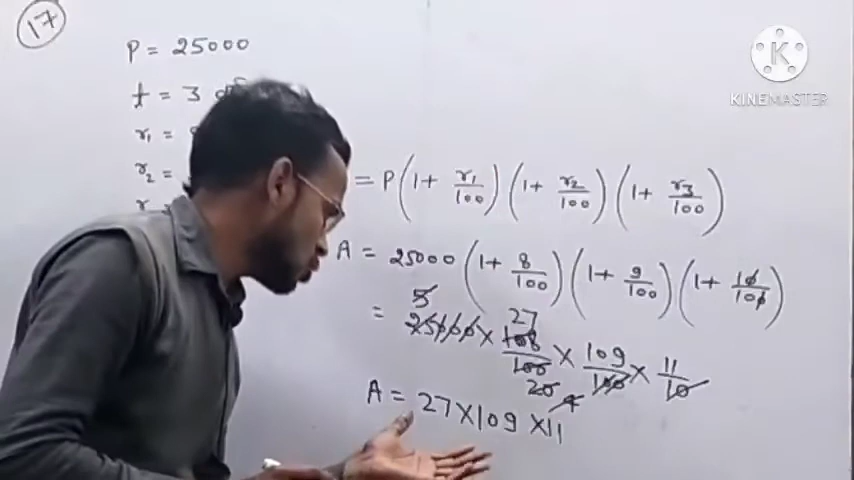 17
P = 25000
t = 3
r₁ =
r₂ =
r
= P(1+ r₁/100)(1+ r₂/100)(1+ r₃/100)
A = 25000(1+ 8/100)(1+ 9/100)(1+ 10/100)
5 27
= 25000 × 108/100 × 109/100 × 11/10
20 4
A = 27×109×11
K
KINEMASTER